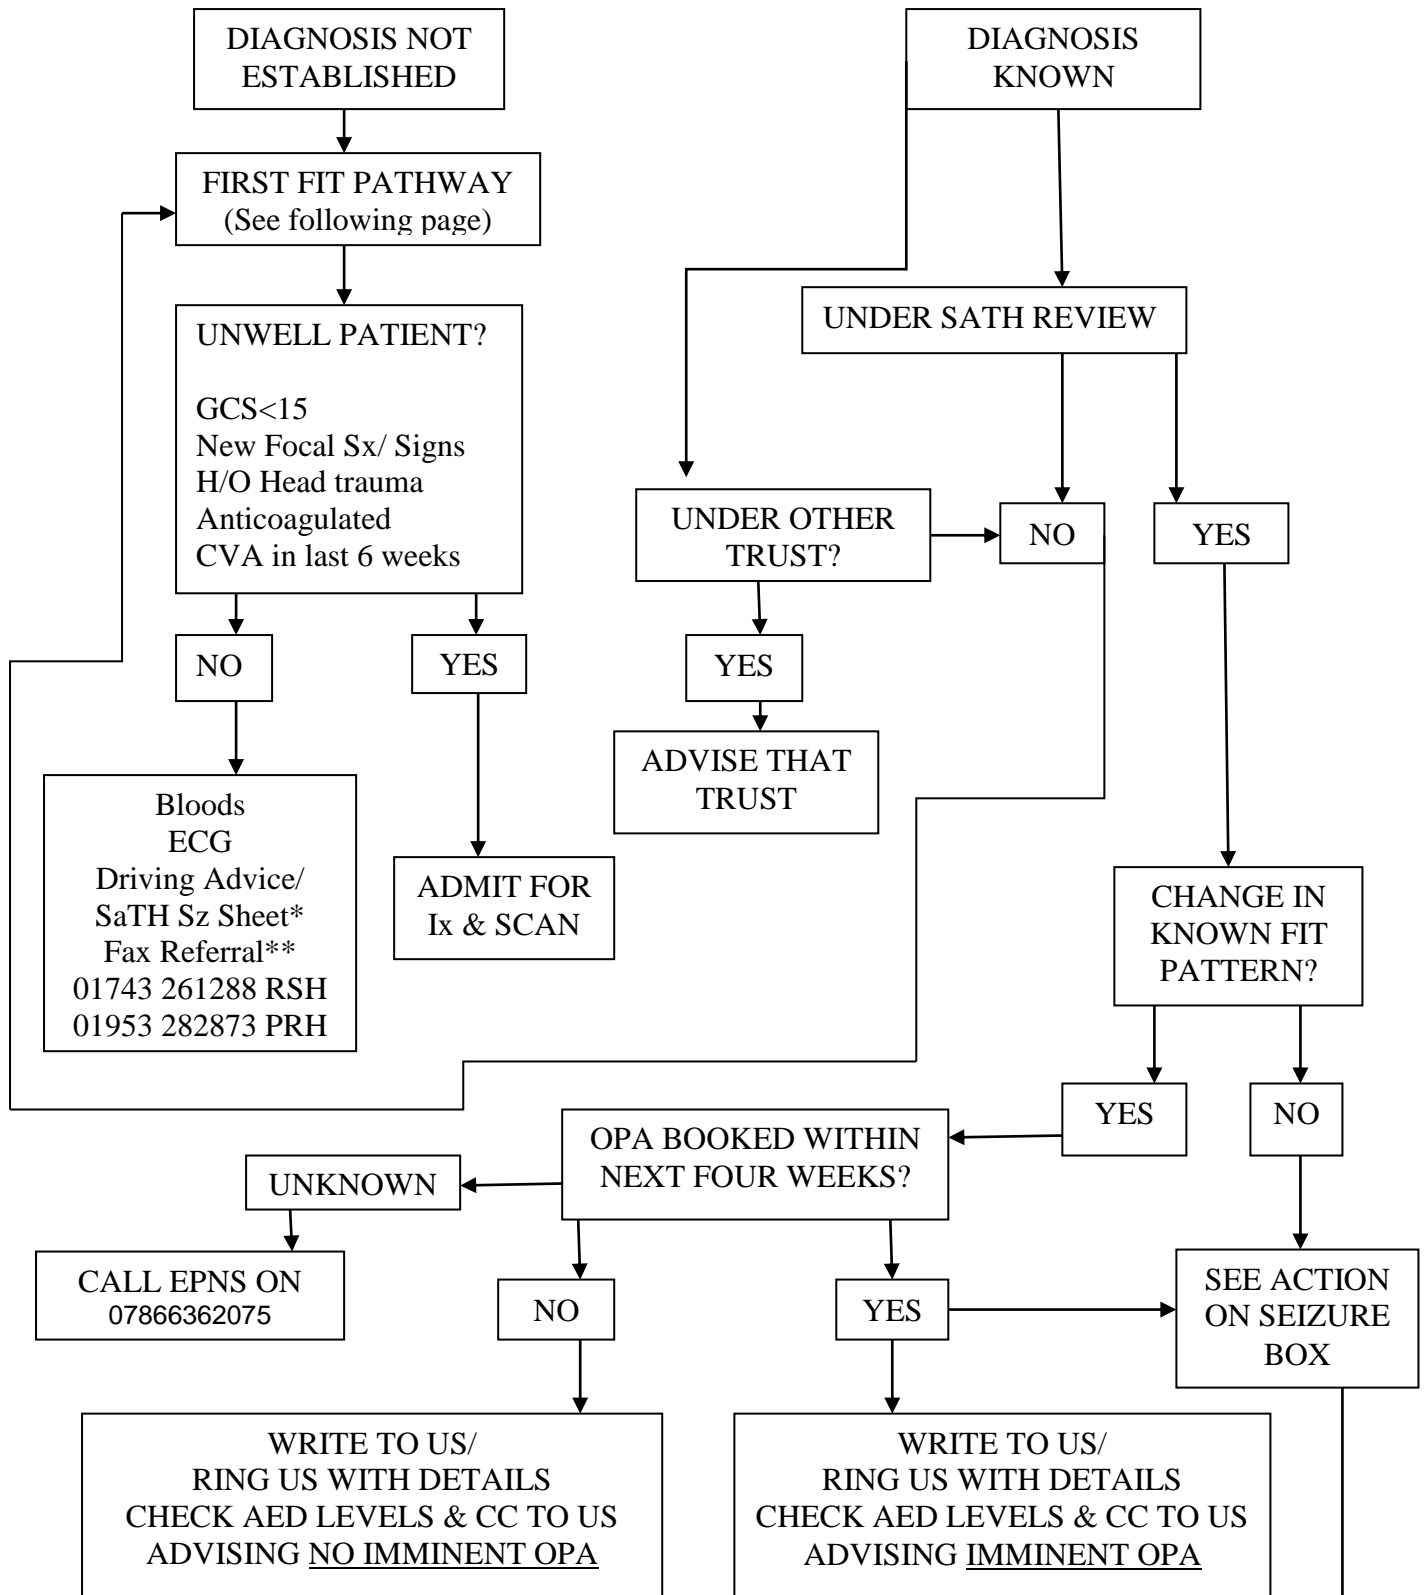 DIAGNOSIS NOT
ESTABLISHED
DIAGNOSIS
KNOWN
FIRST FIT PATHWAY
(See following page)
UNWELL PATIENT?
GCS<15
New Focal Sx/ Signs
H/O Head trauma
Anticoagulated
CVA in last 6 weeks
UNDER SATH REVIEW
UNDER OTHER
TRUST?
NO
YES
NO
YES
YES
ADVISE THAT
TRUST
Bloods
ECG
Driving Advice/
SaTH Sz Sheet*
Fax Referral**
01743 261288 RSH
01953 282873 PRH
ADMIT FOR
Ix & SCAN
CHANGE IN
KNOWN FIT
PATTERN?
YES
NO
OPA BOOKED WITHIN
NEXT FOUR WEEKS?
UNKNOWN
CALL EPNS ON
07866362075
NO
YES
SEE ACTION
ON SEIZURE
BOX
WRITE TO US/
RING US WITH DETAILS
CHECK AED LEVELS & CC TO US
ADVISING NO IMMINENT OPA
WRITE TO US/
RING US WITH DETAILS
CHECK AED LEVELS & CC TO US
ADVISING IMMINENT OPA